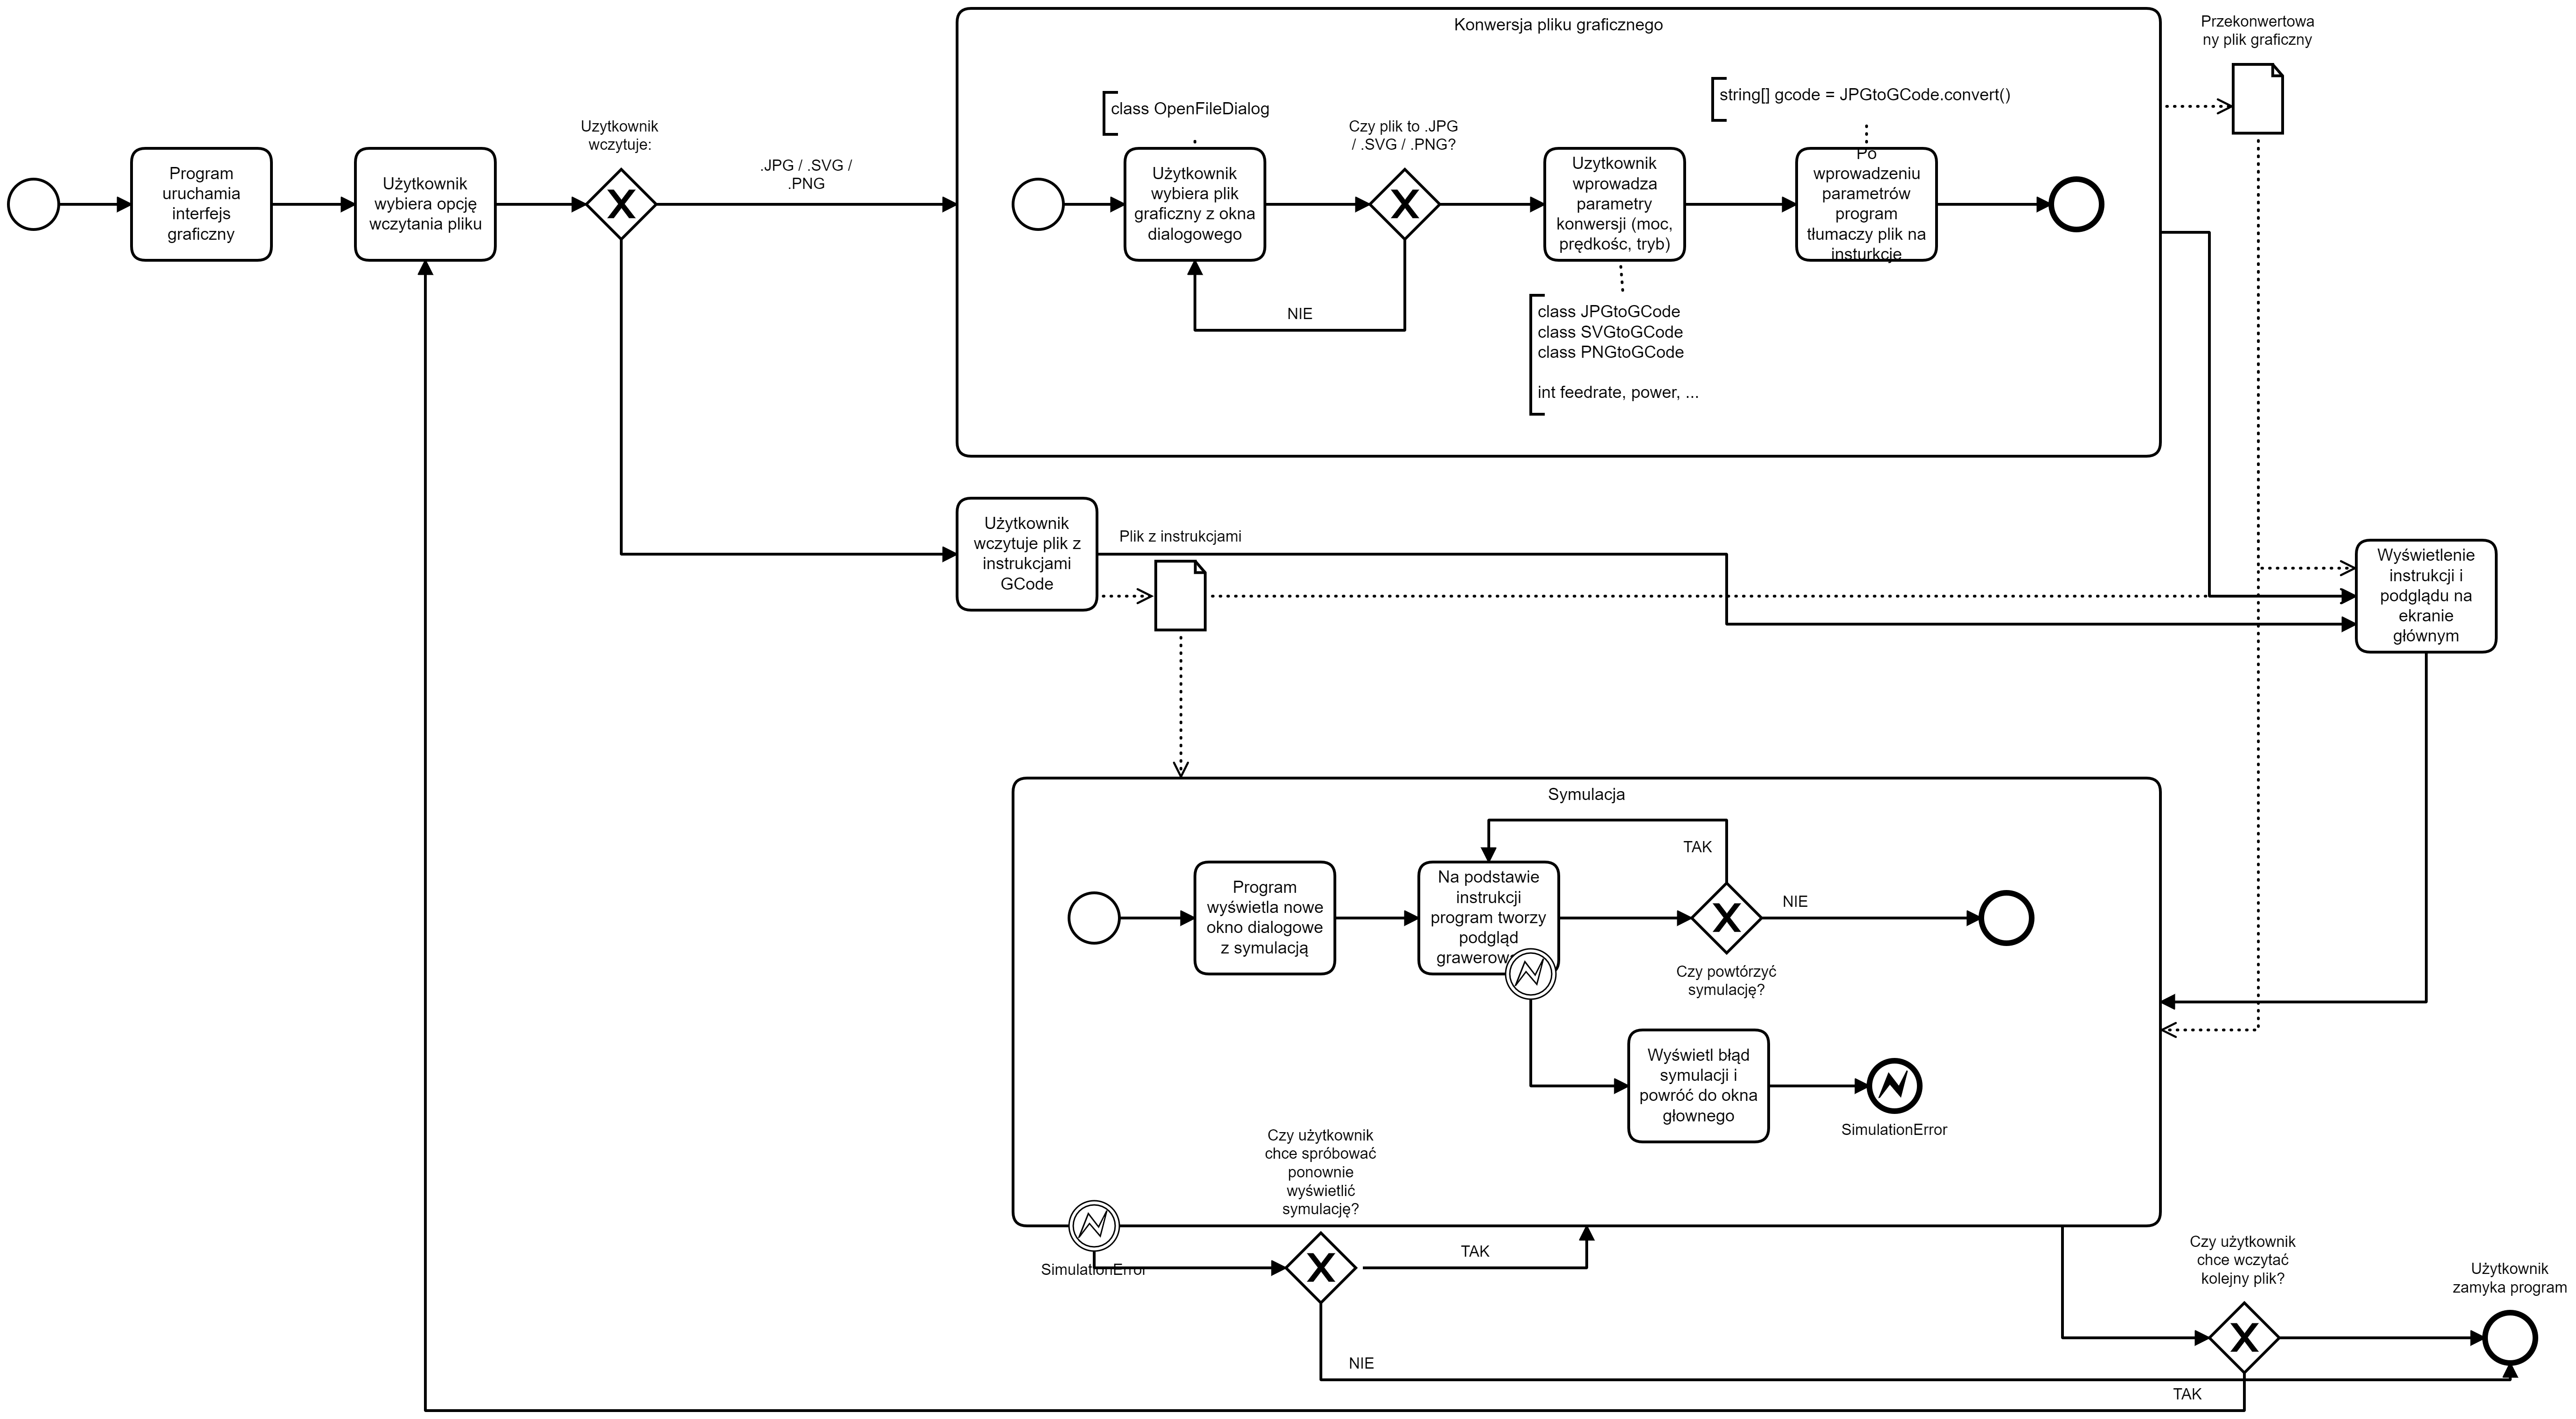 Konwersja pliku graficznego
Przekonwertowa
ny plik graficzny
string[] gcode = JPGtoGCode.convert()
class OpenFileDialog
Uzytkownik
wczytuje:
Czy plik to .JPG
/ .SVG / .PNG?
.JPG / .SVG /
.PNG
Program
uruchamia
interfejs
graficzny
Użytkownik
wybiera opcję
wczytania pliku
Użytkownik
wybiera plik
graficzny z okna
dialogowego
Uzytkownik
wprowadza
parametry
konwersji (moc,
prędkośc, tryb)
Po
wprowadzeniu
parametrów
program
tłumaczy plik na
insturkcje
NIE
class JPGtoGCode
class SVGtoGCode
class PNGtoGCode
int feedrate, power, ...
Użytkownik
wczytuje plik z
instrukcjami
GCode
Plik z instrukcjami
Wyświetlenie
instrukcji i
podglądu na
ekranie
głównym
Symulacja
TAK
Program
wyświetla nowe
okno dialogowe
z symulacją
Na podstawie
instrukcji
program tworzy
podgląd
NIE
Czy powtórzyć
symulację?
Wyświetl błąd
symulacji i
powróć do okna
głownego
SimulationError
Czy użytkownik
chce spróbować
ponownie
wyświetlić
symulację?
SimulationError
TAK
Czy użytkownik
chce wczytać
kolejny plik?
Użytkownik
zamyka program
NIE
TAK